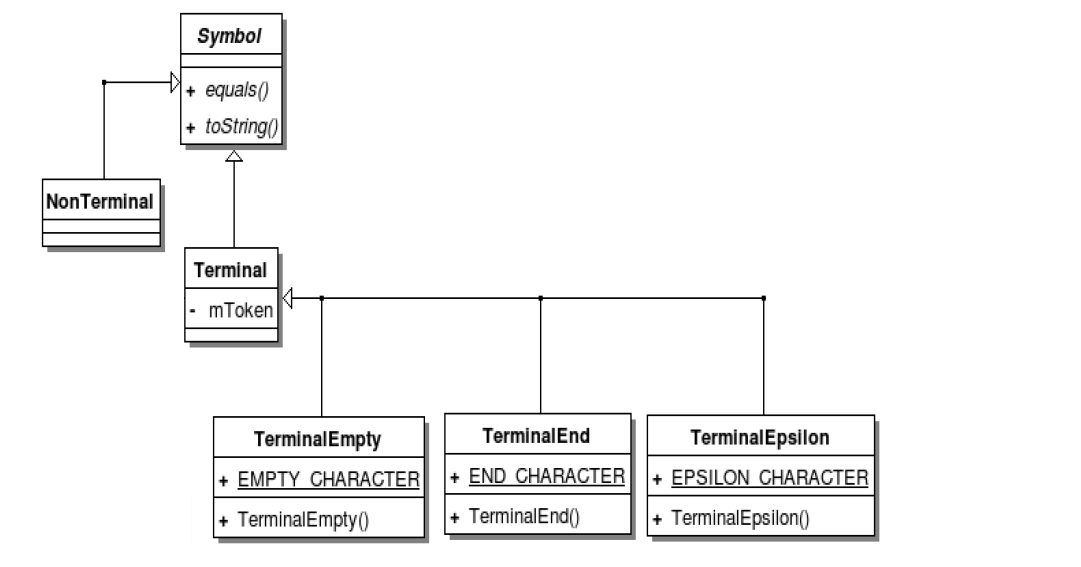 Symbol
+ equals()
+ toString()
NonTerminal
Terminal
- mToken
TerminalEmpty
+ EMPTY_CHARACTER
+ TerminalEmpty()
TerminalEnd
+ END_CHARACTER
+ TerminalEnd()
TerminalEpsilon
+ EPSILON_CHARACTER
+ TerminalEpsilon()